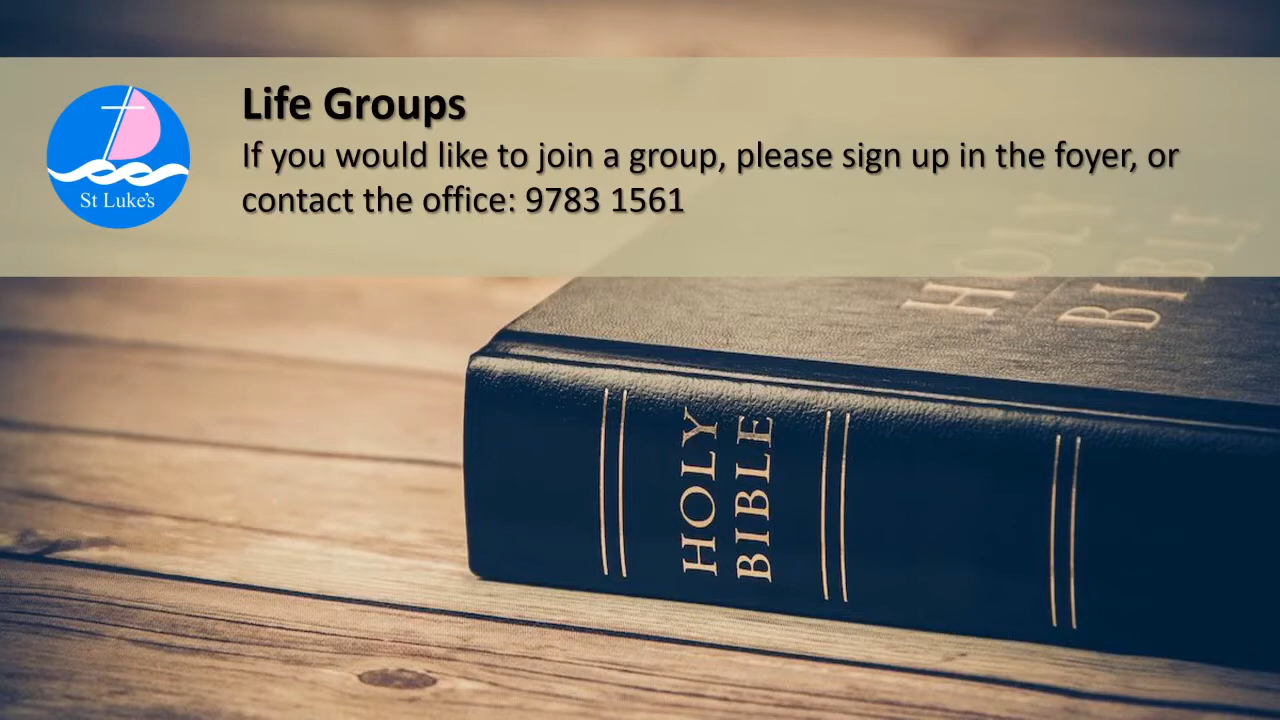 Life Groups
If you would like to join a group, please sign up in the foyer, or
contact the office: 9783 1561
St Luke's
HOLY
BIBLE
HOLY
BIBLE